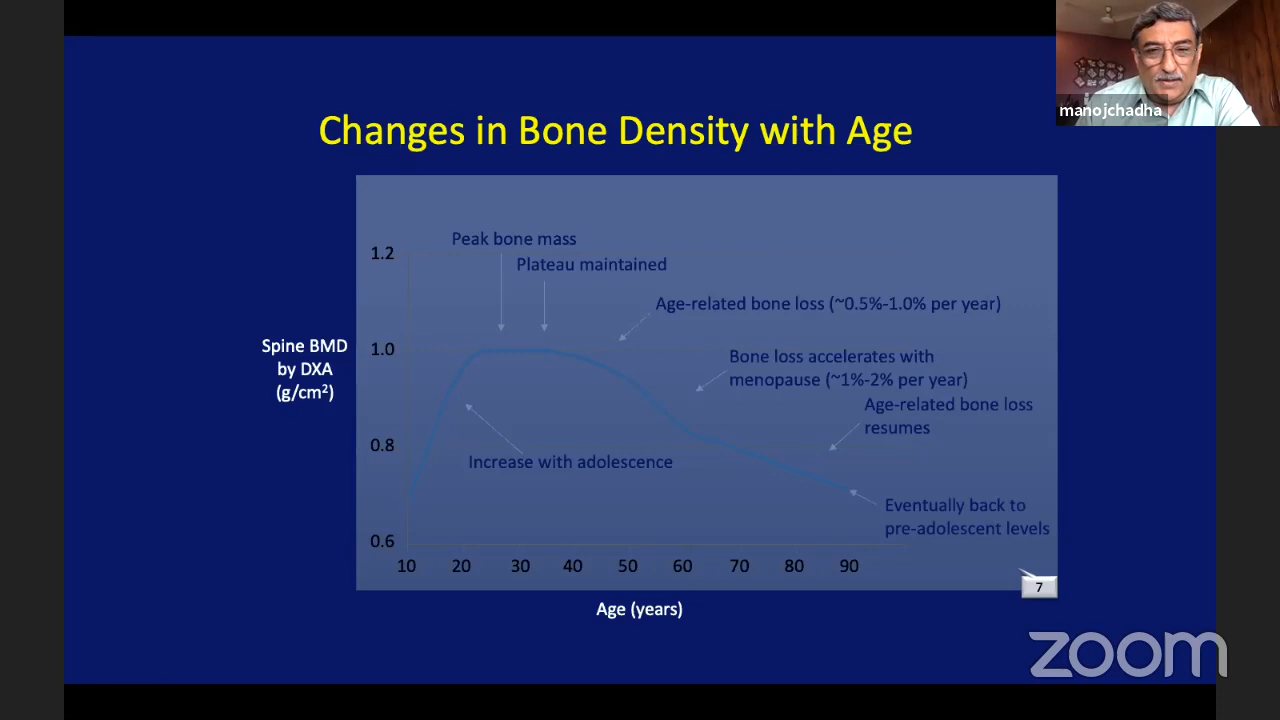 manojchadha
Changes in Bone Density with Age
Peak bone mass
1.2
Plateau maintained
Age-related bone loss (~0.5%-1.0% per year)
Spine BMD
by DXA
(g/cm²)
1.0
Bone loss accelerates with
menopause (~1%-2% per year)
Age-related bone loss
resumes
0.8
Increase with adolescence
Eventually back to
pre-adolescent levels
0.6
10 20 30 40 50 60 70 80 90
7
Age (years)
zoom